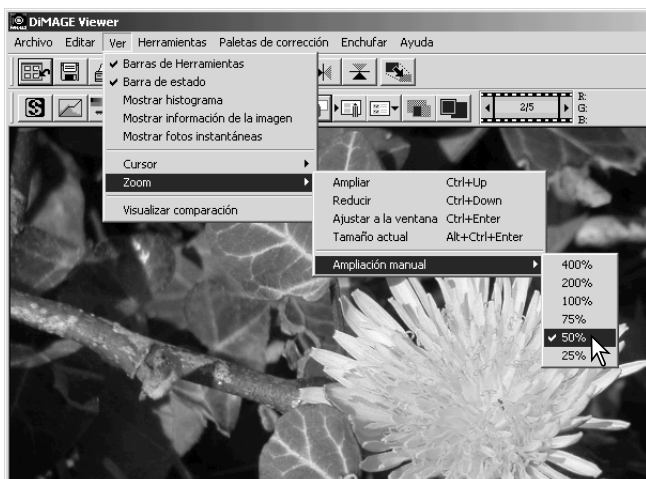 DiMAGE Viewer
Archivo Editar Ver Herramientas Paletas de corrección Enchufar Ayuda
Barras de Herramientas
Barra de estado
Mostrar histograma
Mostrar información de la imagen
Mostrar fotos instantáneas
Cursor
Zoom
Visualizar comparación
2/5
R:
G:
B:
Ampliar Ctrl+Up
Reducir Ctrl+Down
Ajustar a la ventana Ctrl+Enter
Tamaño actual Alt+Ctrl+Enter
Ampliación manual
400%
200%
100%
75%
50%
25%